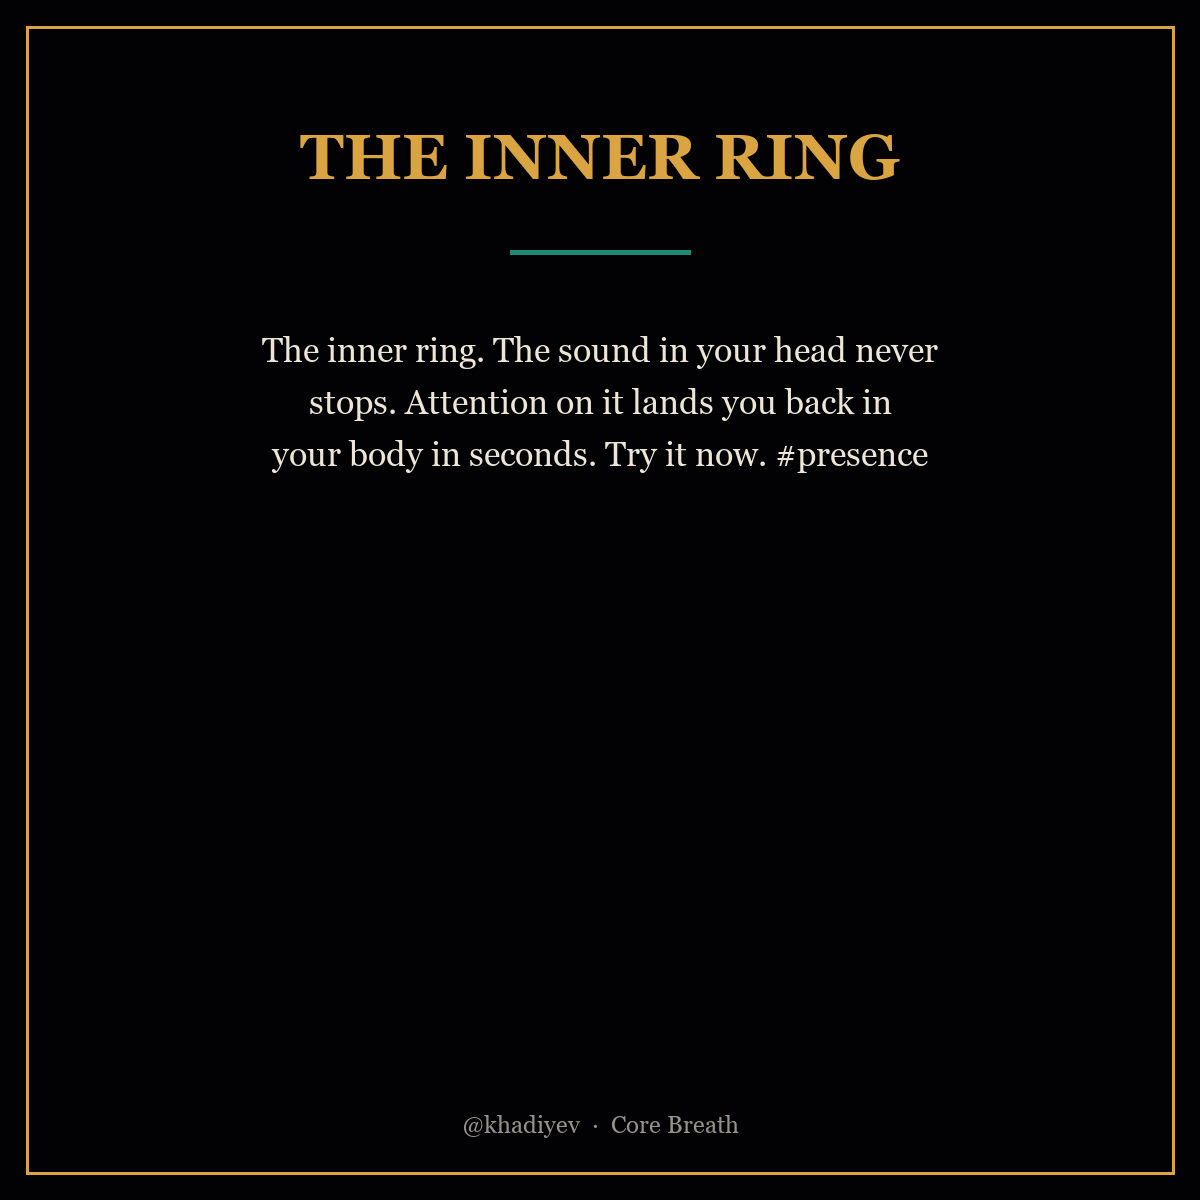 THE INNER RING
The inner ring. The sound in your head never
stops. Attention on it lands you back in
your body in seconds. Try it now. #presence
@khadiyev · Core Breath